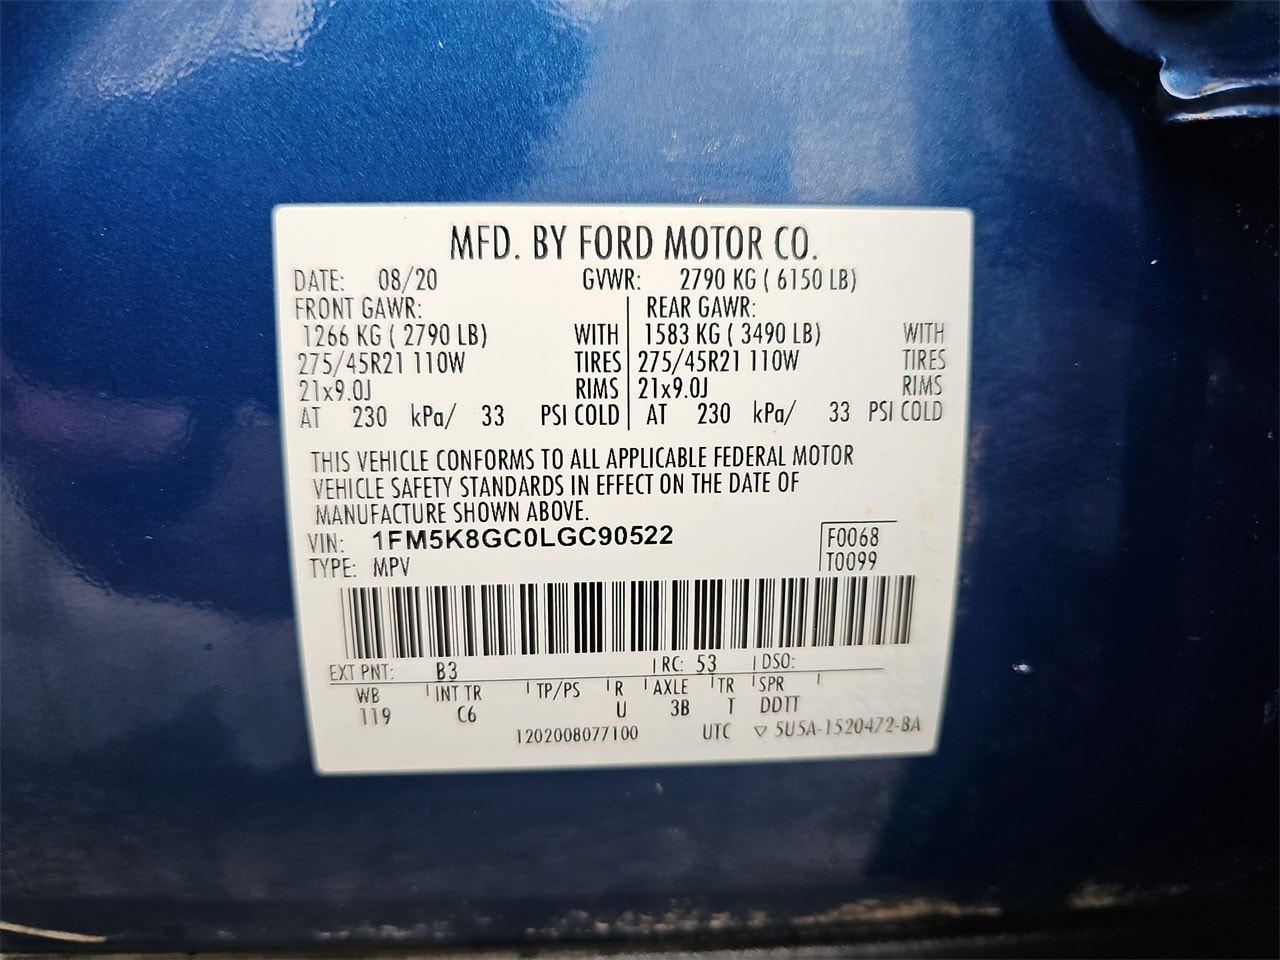 MFD. BY FORD MOTOR CO.
DATE: 08/20 GVWR: 2790 KG ( 6150 LB)
FRONT GAWR: REAR GAWR:
1266 KG ( 2790 LB) WITH 1583 KG ( 3490 LB) WITH
275/45R21 110W TIRES 275/45R21 110W TIRES
21x9.0J RIMS 21x9.0J RIMS
AT 230 kPa/ 33 PSI COLD AT 230 kPa/ 33 PSI COLD
THIS VEHICLE CONFORMS TO ALL APPLICABLE FEDERAL MOTOR
VEHICLE SAFETY STANDARDS IN EFFECT ON THE DATE OF
MANUFACTURE SHOWN ABOVE.
VIN: 1FM5K8GC0LGC90522 F0068
TYPE: MPV T0099
EXT PNT: B3 RC: 53 DSO:
WB INT TR TP/PS R AXLE TR SPR
119 C6 U 3B T DDTT
1202008077100 UTC ▽ 5U5A-1520472-BA